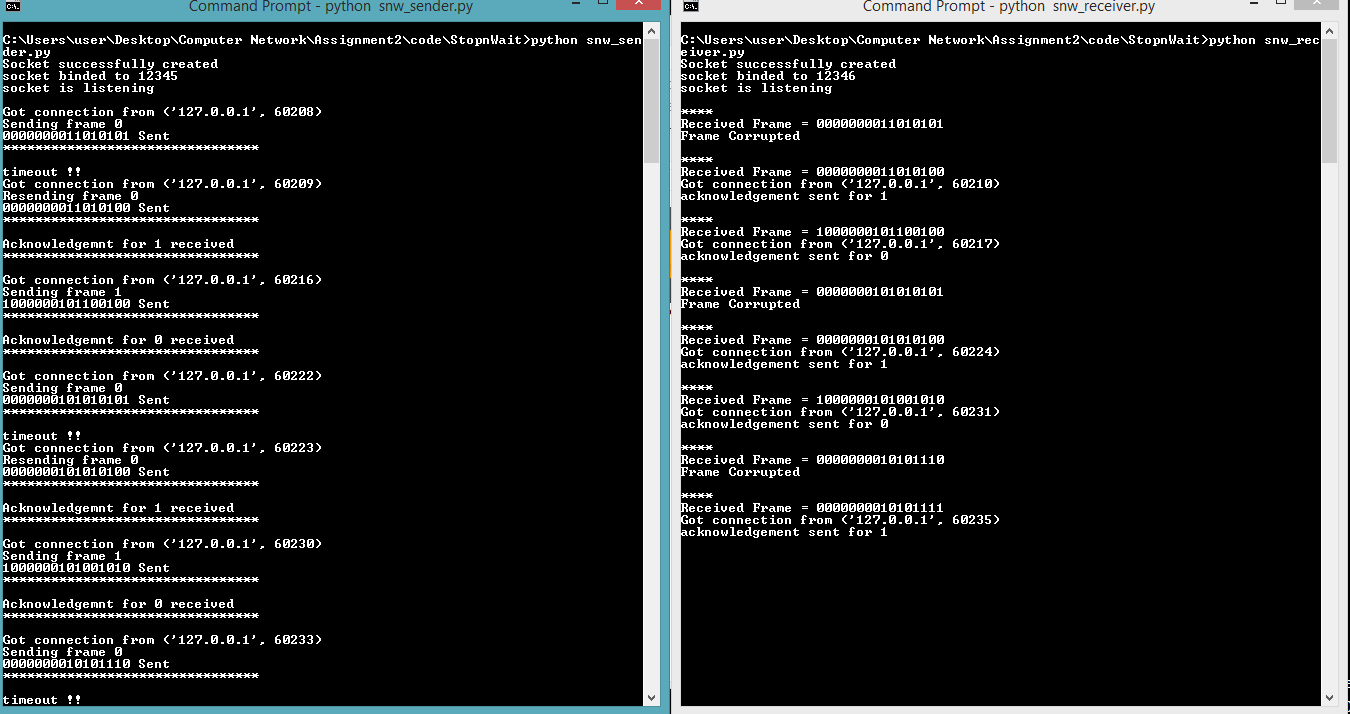 Command Prompt - python  snw_sender.py
C:\Users\user\Desktop\Computer Network\Assignment2\code\StopnWait>python snw_sen
der.py
Socket successfully created
socket binded to 12345
socket is listening
Got connection from ('127.0.0.1', 60208)
Sending frame 0
0000000011010101 Sent
********************************
timeout !!
Got connection from ('127.0.0.1', 60209)
Resending frame 0
0000000011010100 Sent
********************************
Acknowledgemnt for 1 received
********************************
Got connection from ('127.0.0.1', 60216)
Sending frame 1
1000000101100100 Sent
********************************
Acknowledgemnt for 0 received
********************************
Got connection from ('127.0.0.1', 60222)
Sending frame 0
0000000101010101 Sent
********************************
timeout !!
Got connection from ('127.0.0.1', 60223)
Resending frame 0
0000000101010100 Sent
********************************
Acknowledgemnt for 1 received
********************************
Got connection from ('127.0.0.1', 60230)
Sending frame 1
1000000101001010 Sent
********************************
Acknowledgemnt for 0 received
********************************
Got connection from ('127.0.0.1', 60233)
Sending frame 0
0000000010101110 Sent
********************************
timeout !!
Command Prompt - python  snw_receiver.py
C:\Users\user\Desktop\Computer Network\Assignment2\code\StopnWait>python snw_rec
eiver.py
Socket successfully created
socket binded to 12346
socket is listening
****
Received Frame = 0000000011010101
Frame Corrupted
****
Received Frame = 0000000011010100
Got connection from ('127.0.0.1', 60210)
acknowledgement sent for 1
****
Received Frame = 1000000101100100
Got connection from ('127.0.0.1', 60217)
acknowledgement sent for 0
****
Received Frame = 0000000101010101
Frame Corrupted
****
Received Frame = 0000000101010100
Got connection from ('127.0.0.1', 60224)
acknowledgement sent for 1
****
Received Frame = 1000000101001010
Got connection from ('127.0.0.1', 60231)
acknowledgement sent for 0
****
Received Frame = 0000000010101110
Frame Corrupted
****
Received Frame = 0000000010101111
Got connection from ('127.0.0.1', 60235)
acknowledgement sent for 1